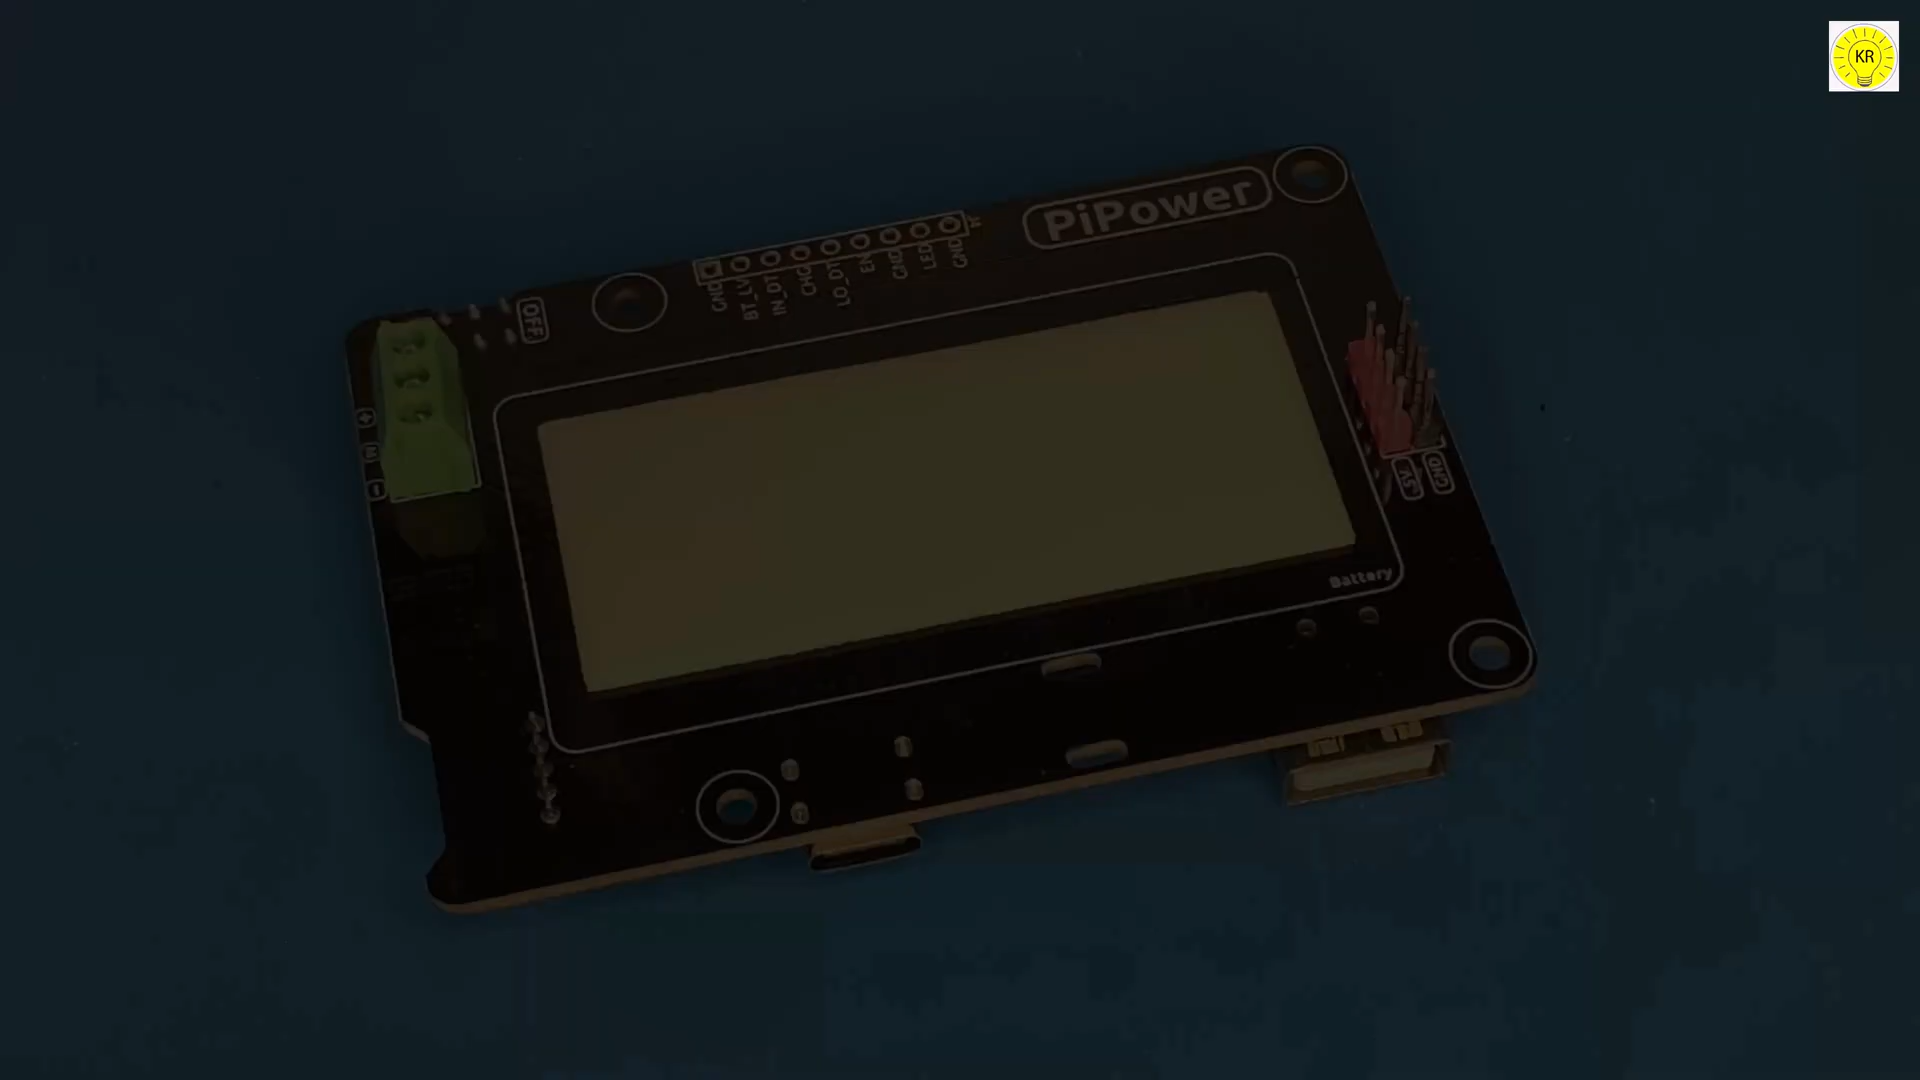 KR
PiPower
GND
BT_LV
IN_DT
CHG
LO_DT
EN
GND
LED
GND
OFF
+
M
-
5V
GND
Battery